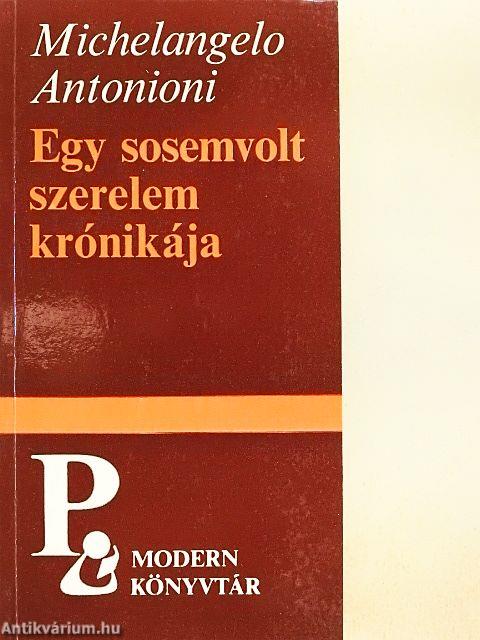 Michelangelo
Antonioni
Egy sosemvolt
szerelem
krónikája
P
MODERN
KÖNYVTÁR
Antikvárium.hu